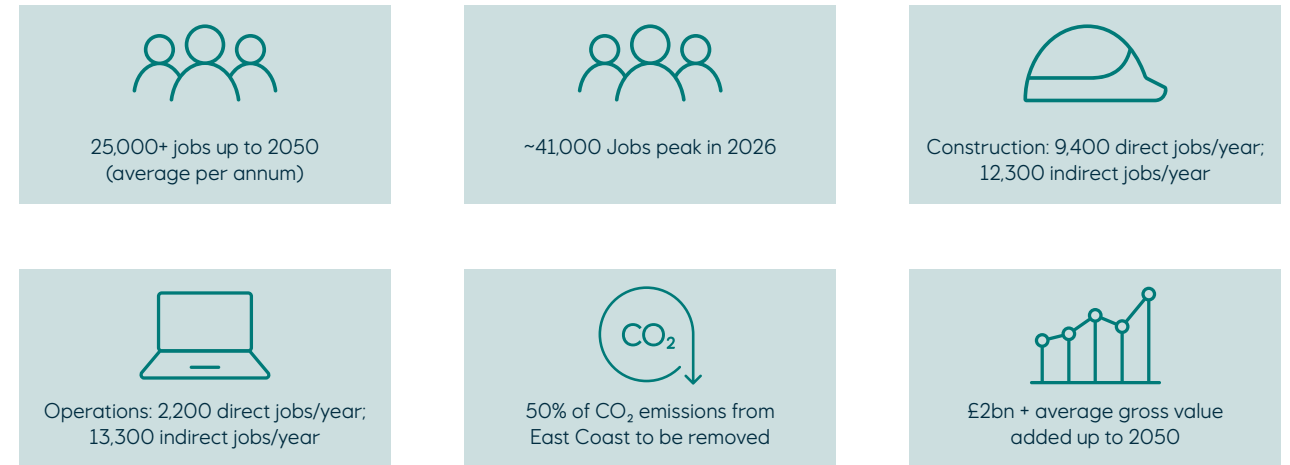 25,000+ jobs up to 2050
(average per annum)
~41,000 Jobs peak in 2026
Construction: 9,400 direct jobs/year;
12,300 indirect jobs/year
Operations: 2,200 direct jobs/year;
13,300 indirect jobs/year
CO₂
50% of CO₂ emissions from
East Coast to be removed
£2bn + average gross value
added up to 2050